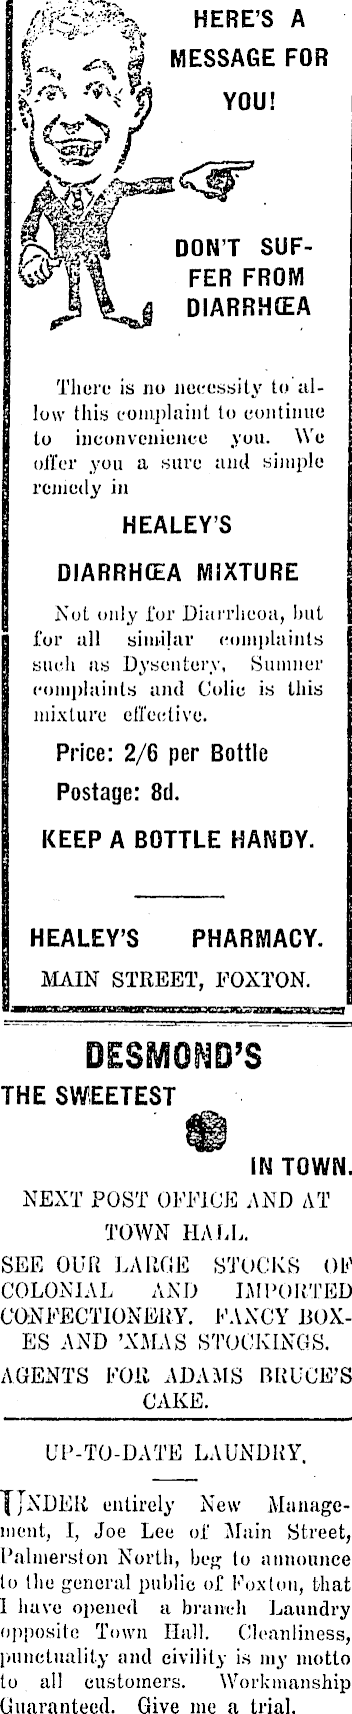 HERE'S A
MESSAGE FOR
YOU!
DON'T SUF-
FER FROM
DIARRHŒA
There is no necessity to al-
low this complaint to continue
to inconvenience you. We
offer you a sure and simple
remedy in
HEALEY'S
DIARRHŒA MIXTURE
Not only for Diarrhoea, but
for all similar complaints
such as Dysentery, Summer
complaints and Colic is this
mixture effective.
Price: 2/6 per Bottle
Postage: 8d.
KEEP A BOTTLE HANDY.
HEALEY'S PHARMACY.
MAIN STREET, FOXTON.
DESMOND'S
THE SWEETEST
IN TOWN.
NEXT POST OFFICE AND AT
TOWN HALL.
SEE OUR LARGE STOCKS OF
COLONIAL AND IMPORTED
CONFECTIONERY. FANCY BOX-
ES AND 'XMAS STOCKINGS.
AGENTS FOR ADAMS BRUCE'S
CAKE.
UP-TO-DATE LAUNDRY.
UNDER entirely New Manage-
ment, I, Joe Lee of Main Street,
Palmerston North, beg to announce
to the general public of Foxton, that
I have opened a branch Laundry
opposite Town Hall. Cleanliness,
punctuality and civility is my motto
to all customers. Workmanship
Guaranteed. Give me a trial.